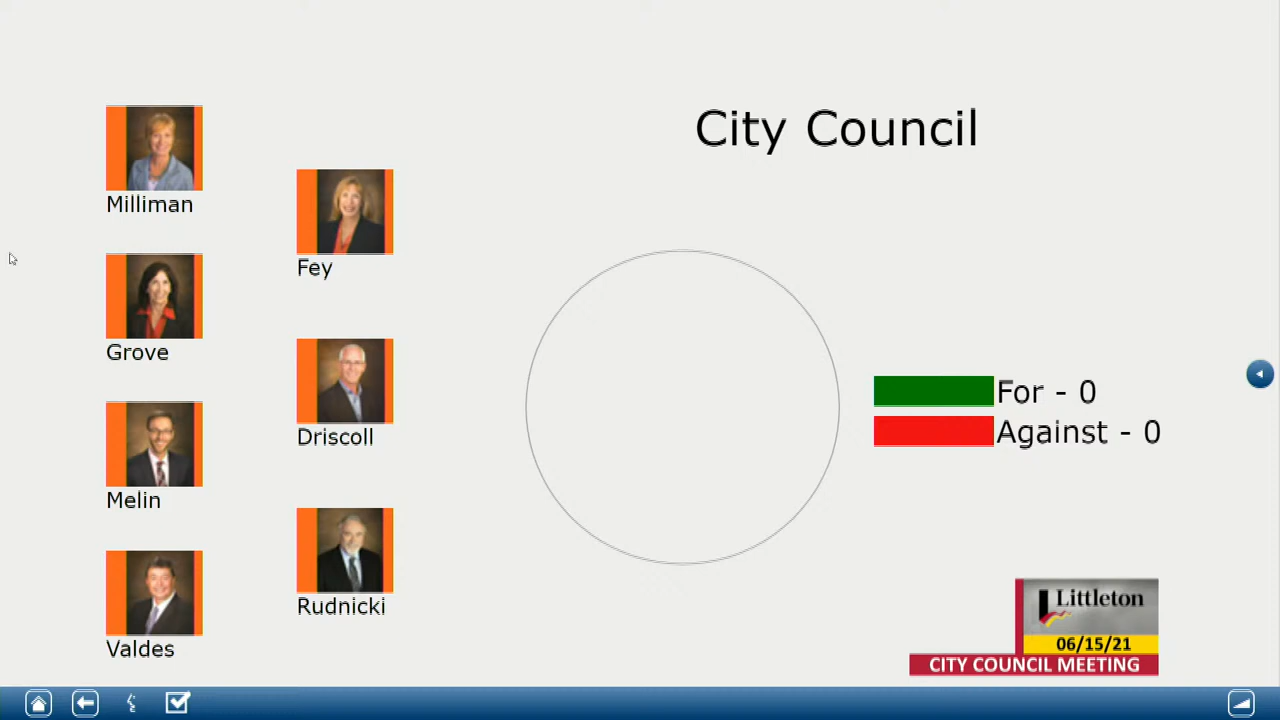 City Council
Milliman
Fey
Grove
Driscoll
Melin
Rudnicki
Valdes
For - 0
Against - 0
Littleton
06/15/21
CITY COUNCIL MEETING